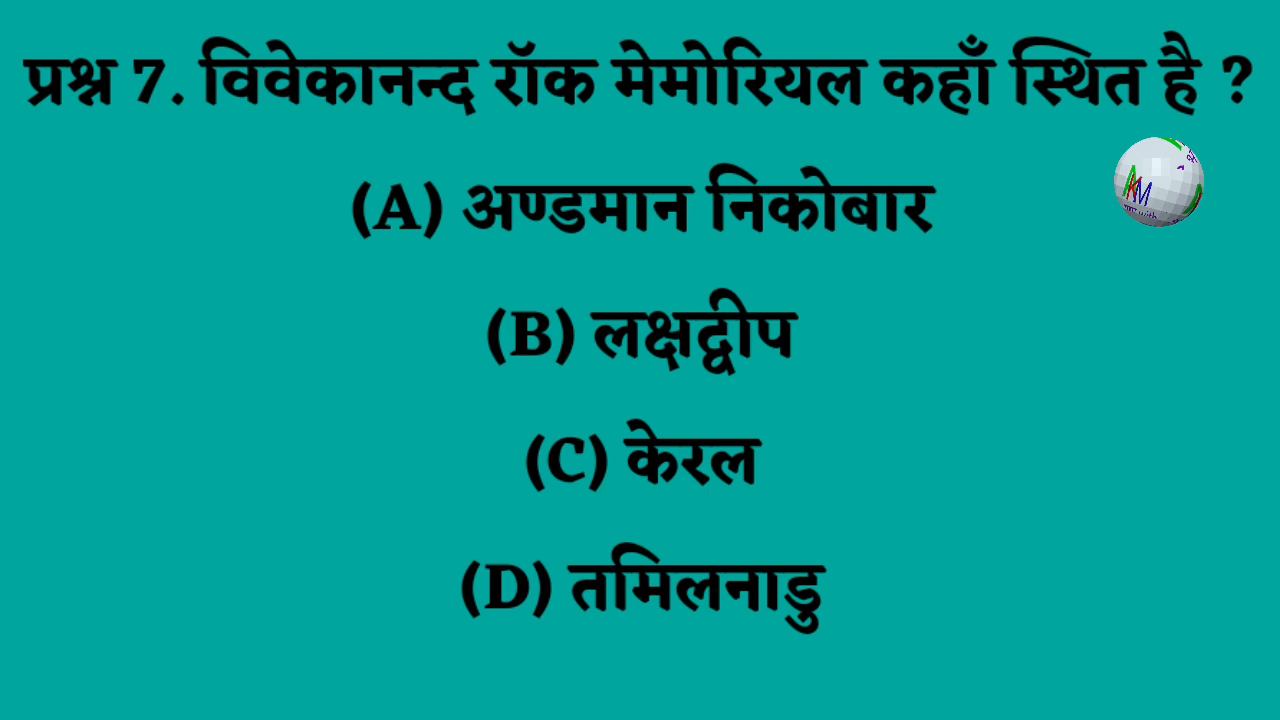 प्रश्न 7. विवेकानन्द रॉक मेमोरियल कहाँ स्थित है ?
(A) अण्डमान निकोबार
(B) लक्षद्वीप
(C) केरल
(D) तमिलनाडु